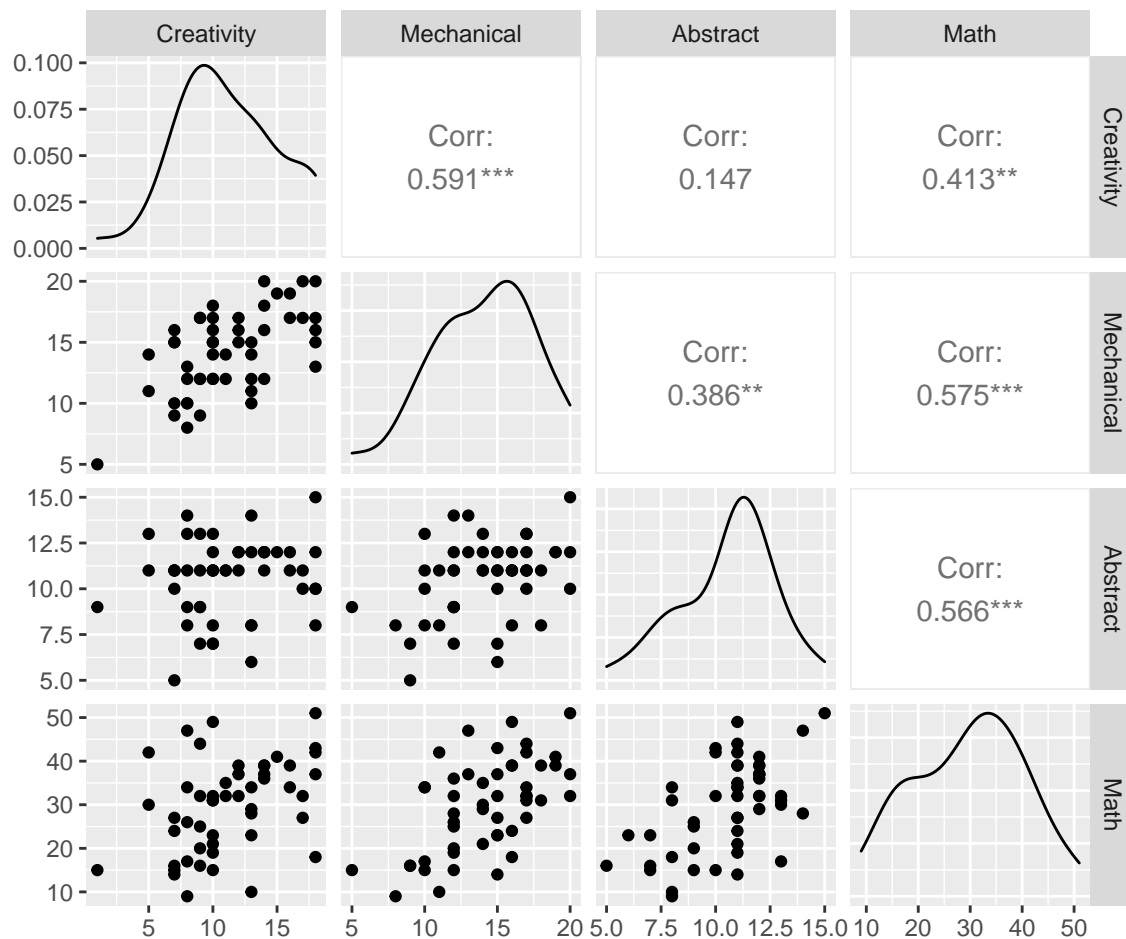 Creativity Mechanical Abstract Math
0.100
0.075
0.050
0.025
0.000
Corr:
0.591***
Corr:
0.147
Corr:
0.413**
Creativity
20
15
10
5
Corr:
0.386**
Corr:
0.575***
Mechanical
15.0
12.5
10.0
7.5
5.0
Corr:
0.566***
Abstract
50
40
30
20
10
Math
5 10 15 5 10 15 20 5.0 7.5 10.0 12.5 15.0 10 20 30 40 50